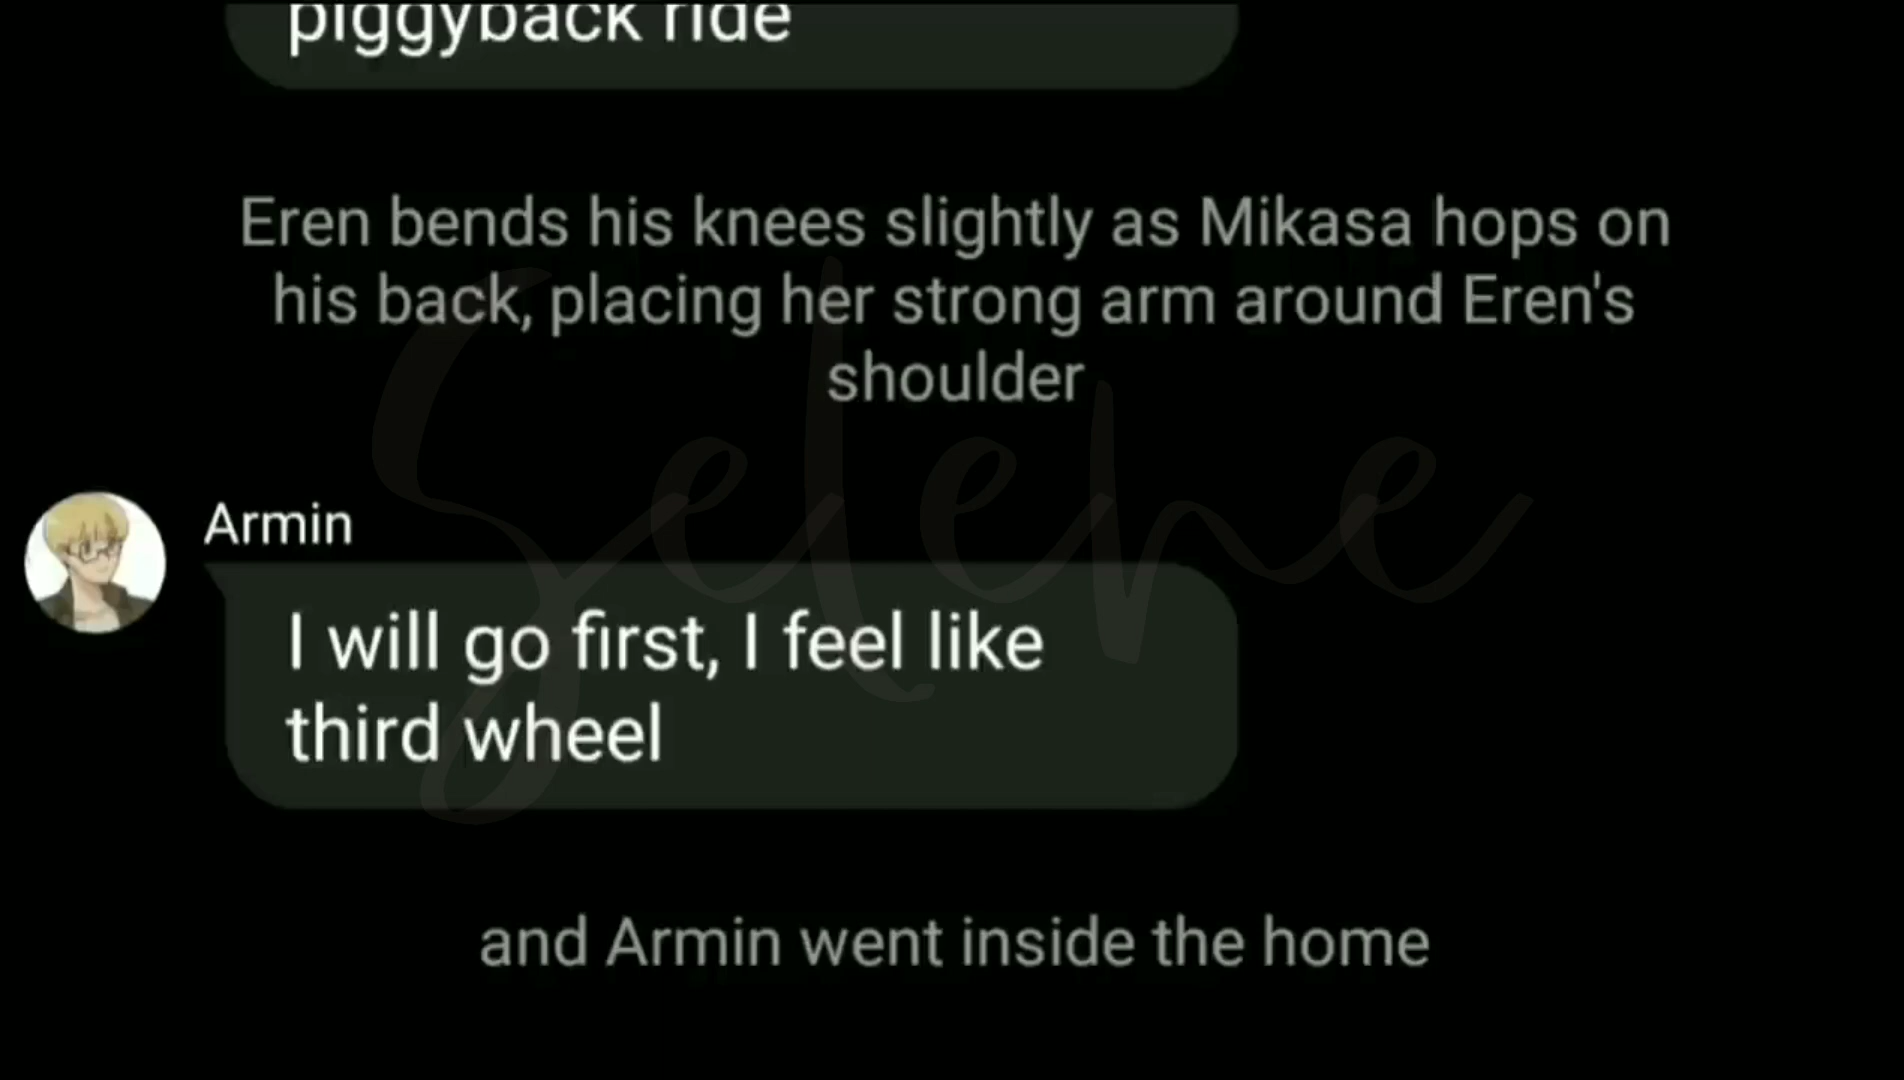 piggyback ride
Eren bends his knees slightly as Mikasa hops on
his back, placing her strong arm around Eren's
shoulder
Selene
Armin
I will go first, I feel like
third wheel
and Armin went inside the home